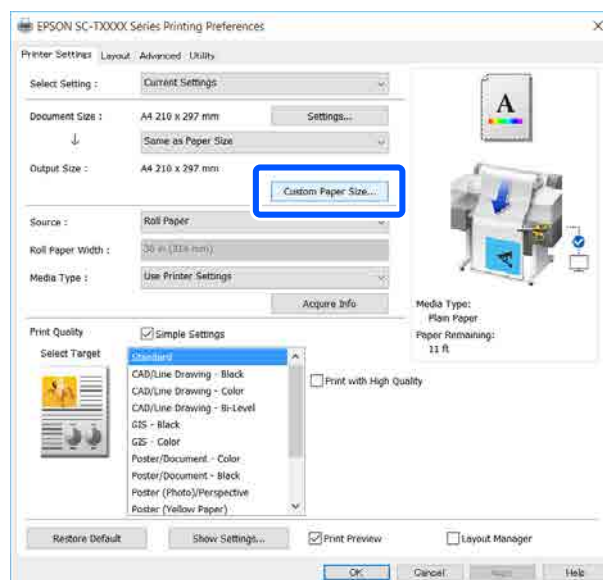 EPSON SC-TXXXX Series Printing Preferences
Printer Settings Layout Advanced Utility
Select Setting : Current Settings
Document Size : A4 210 x 297 mm Settings...
Same as Paper Size
Output Size : A4 210 x 297 mm
Custom Paper Size...
Source : Roll Paper
Roll Paper Width :
Media Type : Use Printer Settings
Acquire Info
A
Media Type:
Plain Paper
Paper Remaining:
11 ft
Print Quality Simple Settings
Select Target
Standard
CAD/Line Drawing - Black
CAD/Line Drawing - Color
CAD/Line Drawing - Bi-Level
GIS - Black
GIS - Color
Poster/Document - Color
Poster/Document - Black
Poster (Photo)/Perspective
Poster (Yellow Paper)
Print with High Quality
Restore Default Show Settings... Print Preview Layout Manager
OK Cancel Help